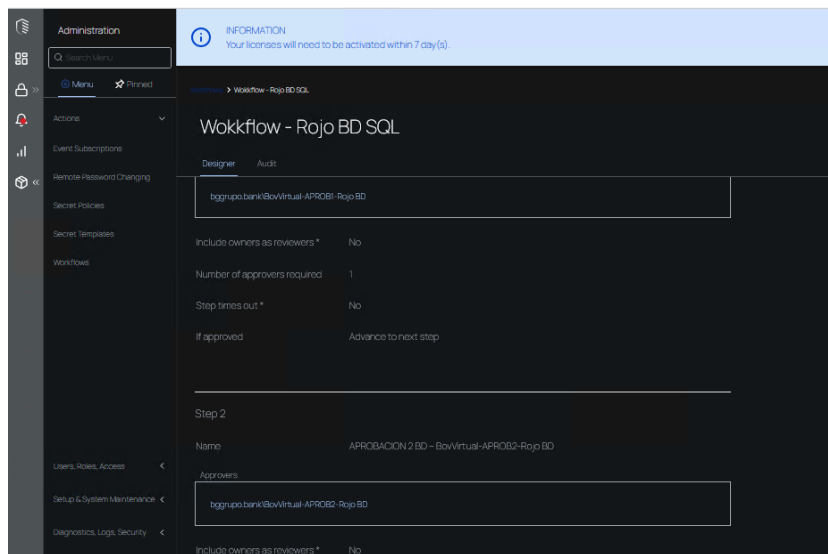 Administration
Search Menu
Menu
Pinned
Actions
Event Subscriptions
Remote Password Changing
Secret Policies
Secret Templates
Workflows
Users, Roles, Access
Setup & System Maintenance
Diagnostics, Logs, Security
INFORMATION
Your licenses will need to be activated within 7 day(s).
> Wokkflow - Rojo BD SQL
Wokkflow - Rojo BD SQL
Designer Audit
bggrupo.bank\BovVirtual-APROB1-Rojo BD
Include owners as reviewers * No
Number of approvers required 1
Step times out * No
If approved Advance to next step
Step 2
Name APROBACION 2 BD – BovVirtual-APROB2-Rojo BD
Approvers
bggrupo.bank\BovVirtual-APROB2-Rojo BD
Include owners as reviewers * No